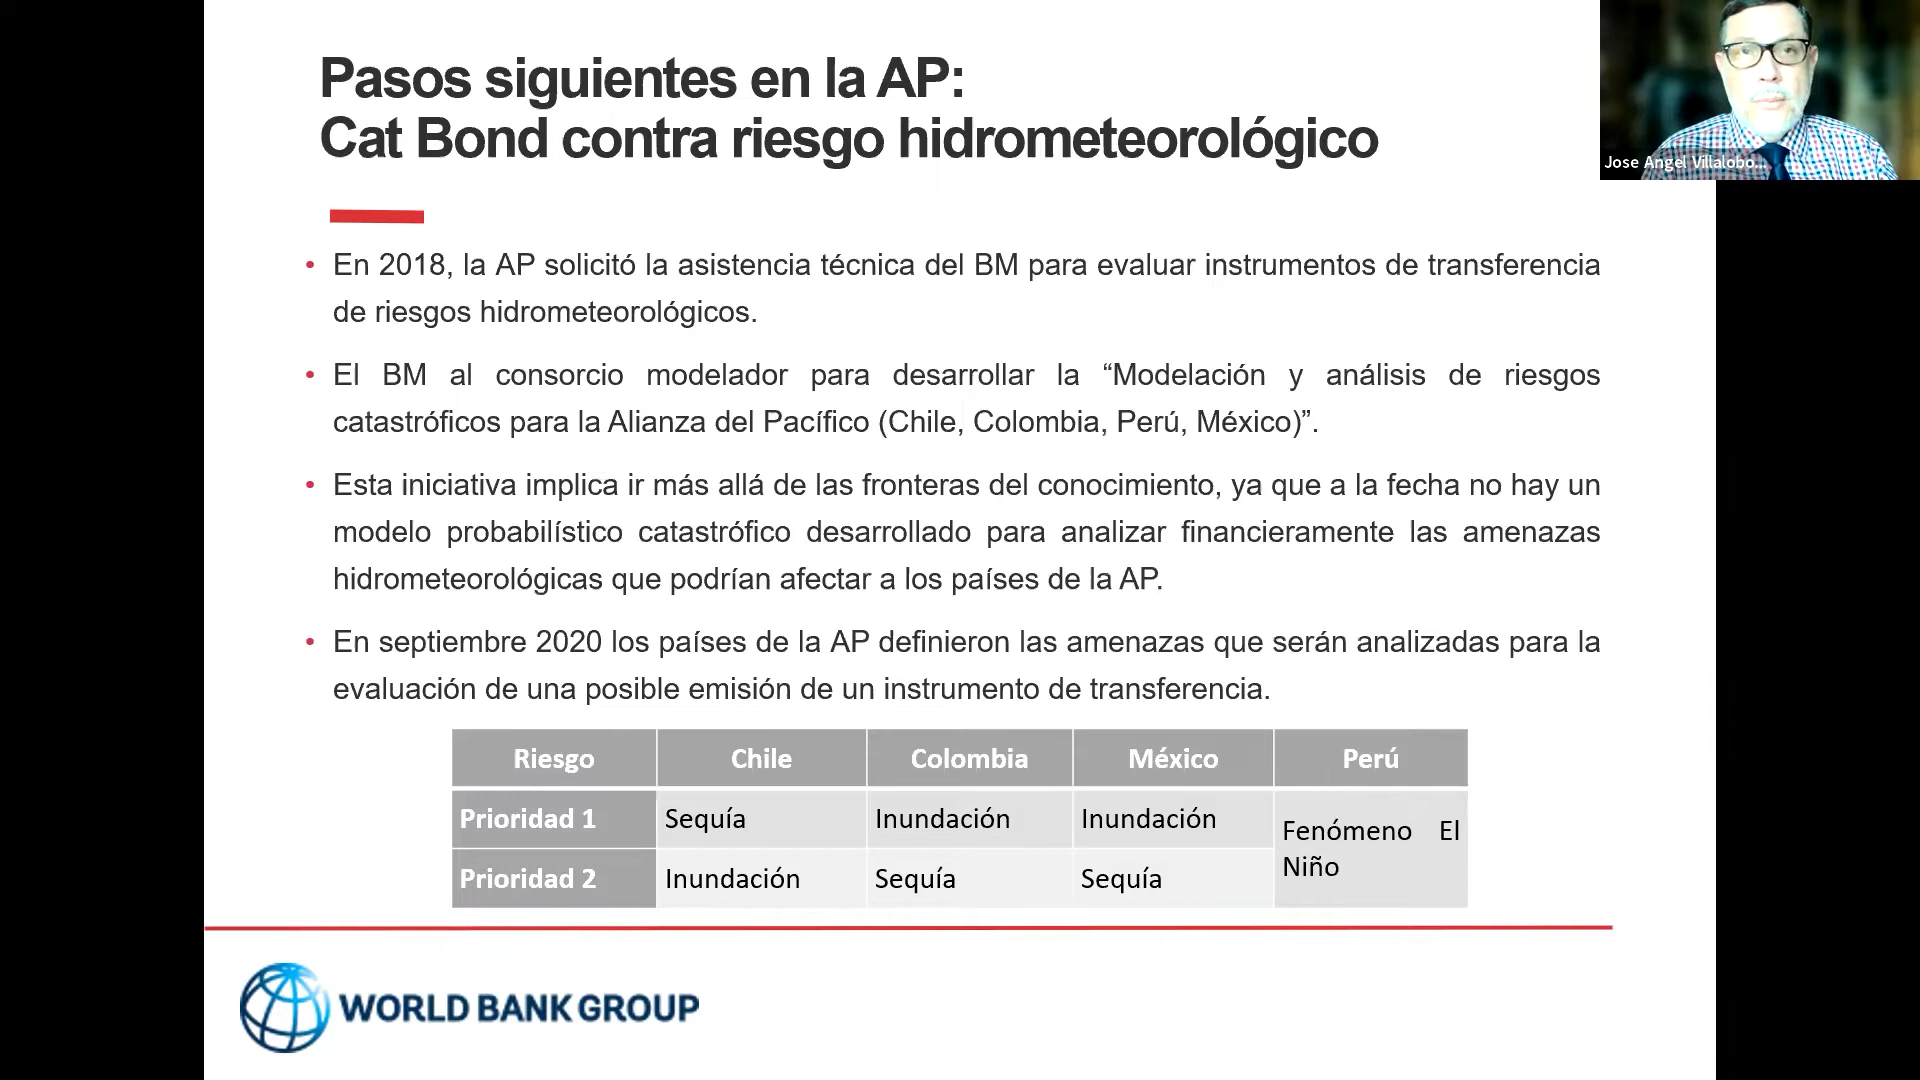 Pasos siguientes en la AP:
Cat Bond contra riesgo hidrometeorológico
Jose Angel Villalobo...
• En 2018, la AP solicitó la asistencia técnica del BM para evaluar instrumentos de transferencia
de riesgos hidrometeorológicos.
• El BM al consorcio modelador para desarrollar la “Modelación y análisis de riesgos
catastróficos para la Alianza del Pacífico (Chile, Colombia, Perú, México)”.
• Esta iniciativa implica ir más allá de las fronteras del conocimiento, ya que a la fecha no hay un
modelo probabilístico catastrófico desarrollado para analizar financieramente las amenazas
hidrometeorológicas que podrían afectar a los países de la AP.
• En septiembre 2020 los países de la AP definieron las amenazas que serán analizadas para la
evaluación de una posible emisión de un instrumento de transferencia.
Riesgo Chile Colombia México Perú
Prioridad 1 Sequía Inundación Inundación Fenómeno El
Niño
Prioridad 2 Inundación Sequía Sequía
WORLD BANK GROUP